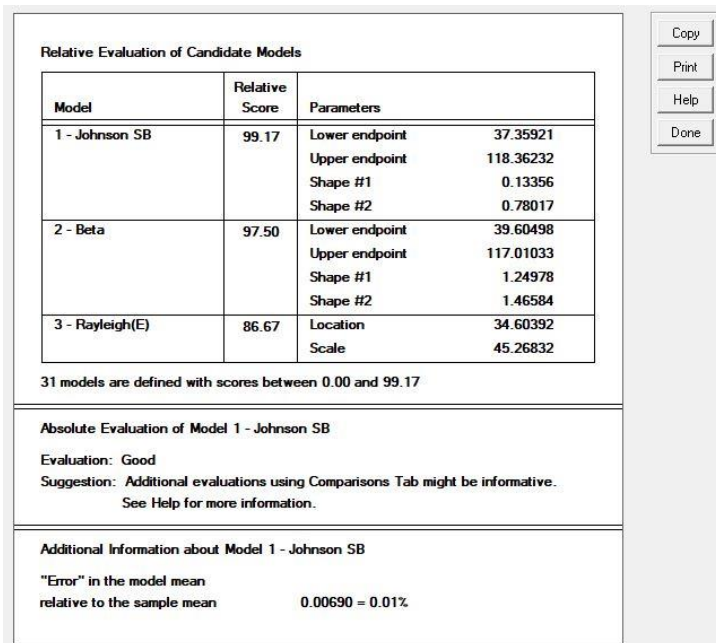 Relative Evaluation of Candidate Models
Relative
Model Score Parameters
1 - Johnson SB 99.17 Lower endpoint 37.35921
Upper endpoint 118.36232
Shape #1 0.13356
Shape #2 0.78017
2 - Beta 97.50 Lower endpoint 39.60498
Upper endpoint 117.01033
Shape #1 1.24978
Shape #2 1.46584
3 - Rayleigh(E) 86.67 Location 34.60392
Scale 45.26832
31 models are defined with scores between 0.00 and 99.17
Absolute Evaluation of Model 1 - Johnson SB
Evaluation: Good
Suggestion: Additional evaluations using Comparisons Tab might be informative.
See Help for more information.
Additional Information about Model 1 - Johnson SB
"Error" in the model mean
relative to the sample mean 0.00690 = 0.01%
Copy
Print
Help
Done